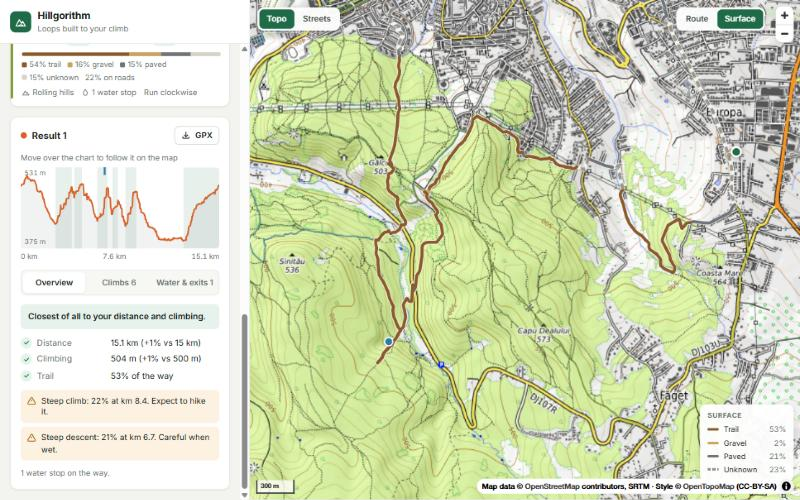 Hillgorithm
Loops built to your climb
54% trail 16% gravel 15% paved
15% unknown 22% on roads
Rolling hills 1 water stop Run clockwise
Result 1
GPX
Move over the chart to follow it on the map
531 m
375 m
0 km 7.6 km 15.1 km
Overview Climbs 6 Water & exits 1
Closest of all to your distance and climbing.
Distance 15.1 km (+1% vs 15 km)
Climbing 504 m (+1% vs 500 m)
Trail 53% of the way
Steep climb: 22% at km 8.4. Expect to hike
it.
Steep descent: 21% at km 6.7. Careful when
wet.
1 water stop on the way.
Topo Streets
Route Surface
+
−
Europa
503
Sinitău
536
Coasta Mare
564
Capu Dealului
573
DJ103U
DJ107R
Făget
SURFACE
Trail 53%
Gravel 2%
Paved 21%
Unknown 23%
300 m
Map data © OpenStreetMap contributors, SRTM · Style © OpenTopoMap (CC-BY-SA)